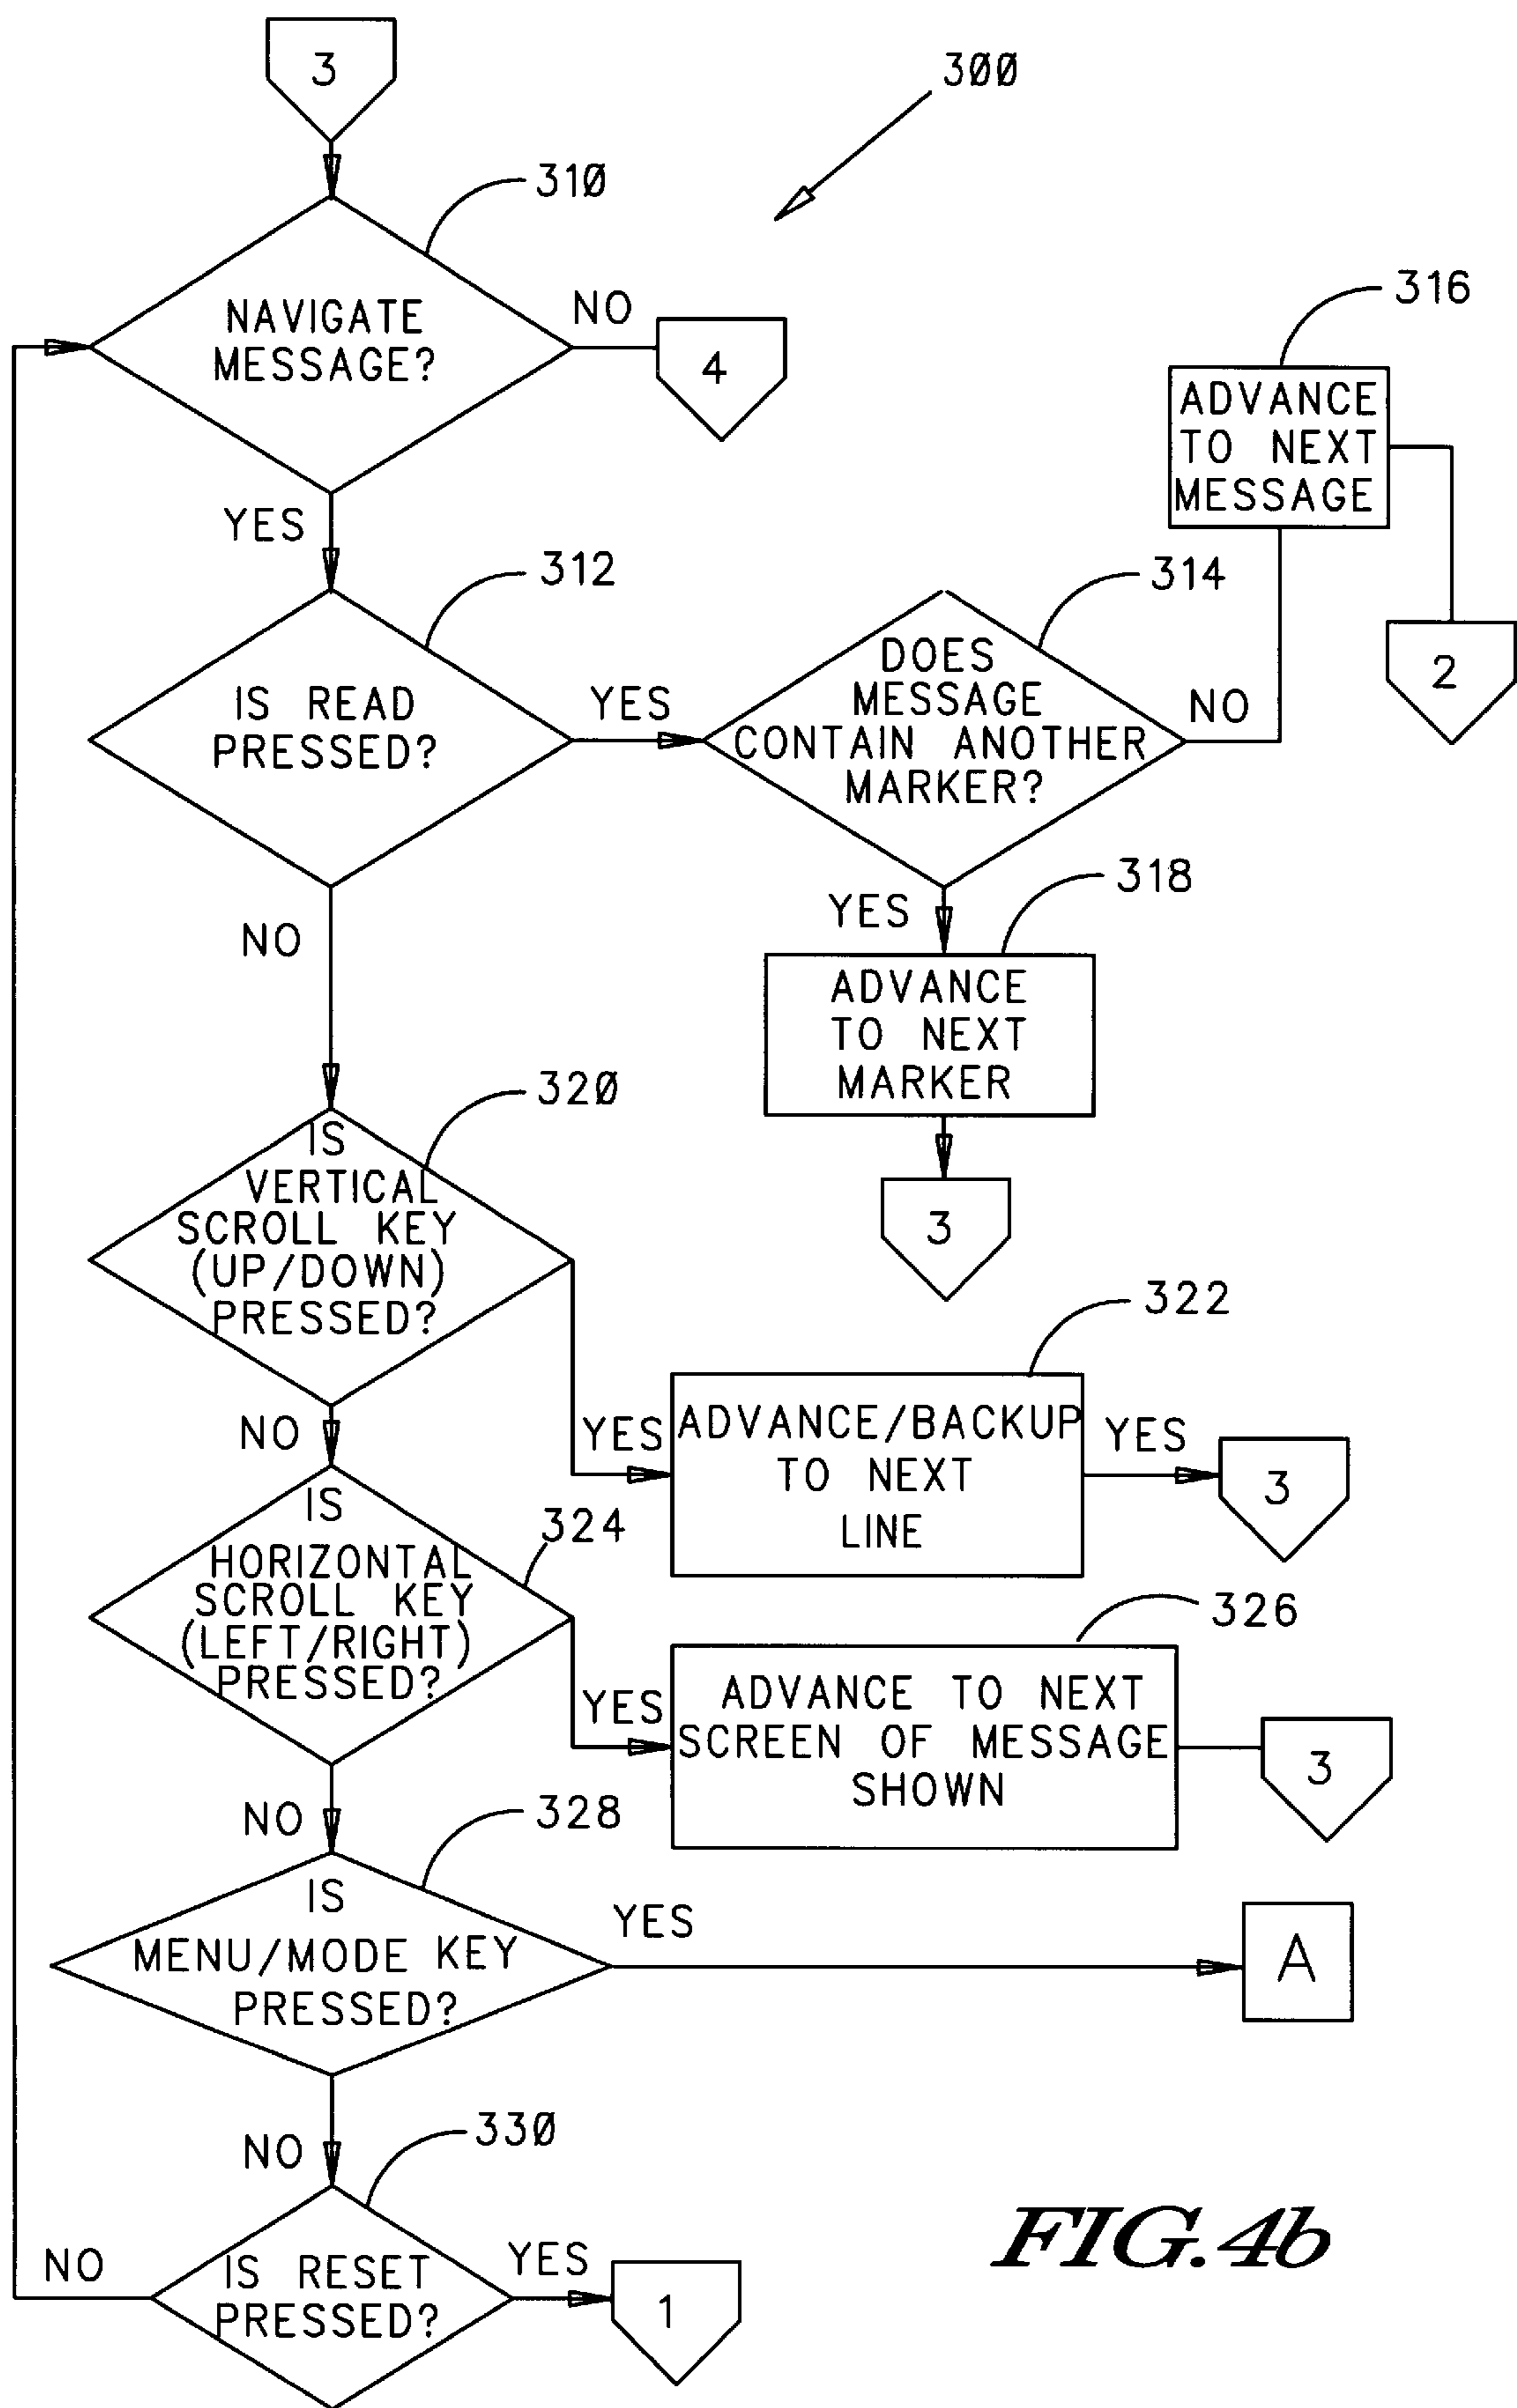 3
300
310
NAVIGATE
MESSAGE?
NO
4
YES
316
ADVANCE
TO NEXT
MESSAGE
2
312
IS READ
PRESSED?
YES
314
DOES
MESSAGE
CONTAIN ANOTHER
MARKER?
NO
YES
318
ADVANCE
TO NEXT
MARKER
3
NO
320
IS
VERTICAL
SCROLL KEY
(UP/DOWN)
PRESSED?
YES
322
ADVANCE/BACKUP
TO NEXT
LINE
YES
3
NO
324
IS
HORIZONTAL
SCROLL KEY
(LEFT/RIGHT)
PRESSED?
YES
326
ADVANCE TO NEXT
SCREEN OF MESSAGE
SHOWN
3
NO
328
IS
MENU/MODE KEY
PRESSED?
YES
A
NO
330
IS RESET
PRESSED?
YES
1
NO
FIG.4b